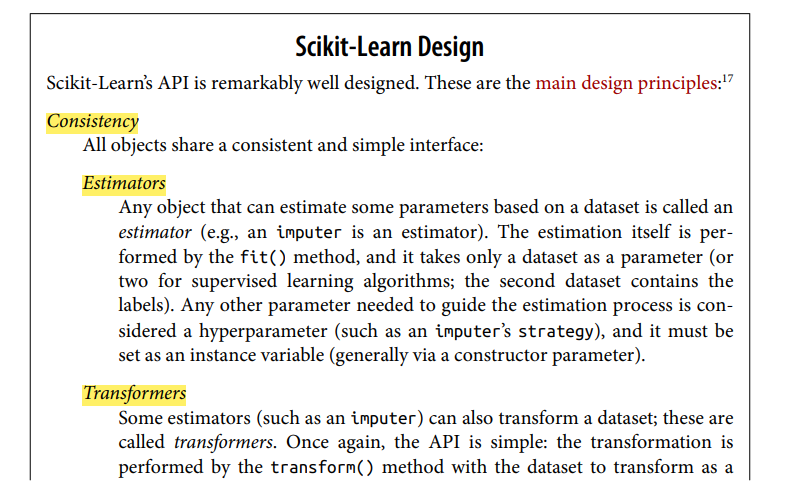 Scikit-Learn Design
Scikit-Learn’s API is remarkably well designed. These are the main design principles:17
Consistency
All objects share a consistent and simple interface:
Estimators
Any object that can estimate some parameters based on a dataset is called an
estimator (e.g., an imputer is an estimator). The estimation itself is per-
formed by the fit() method, and it takes only a dataset as a parameter (or
two for supervised learning algorithms; the second dataset contains the
labels). Any other parameter needed to guide the estimation process is con-
sidered a hyperparameter (such as an imputer’s strategy), and it must be
set as an instance variable (generally via a constructor parameter).
Transformers
Some estimators (such as an imputer) can also transform a dataset; these are
called transformers. Once again, the API is simple: the transformation is
performed by the transform() method with the dataset to transform as a